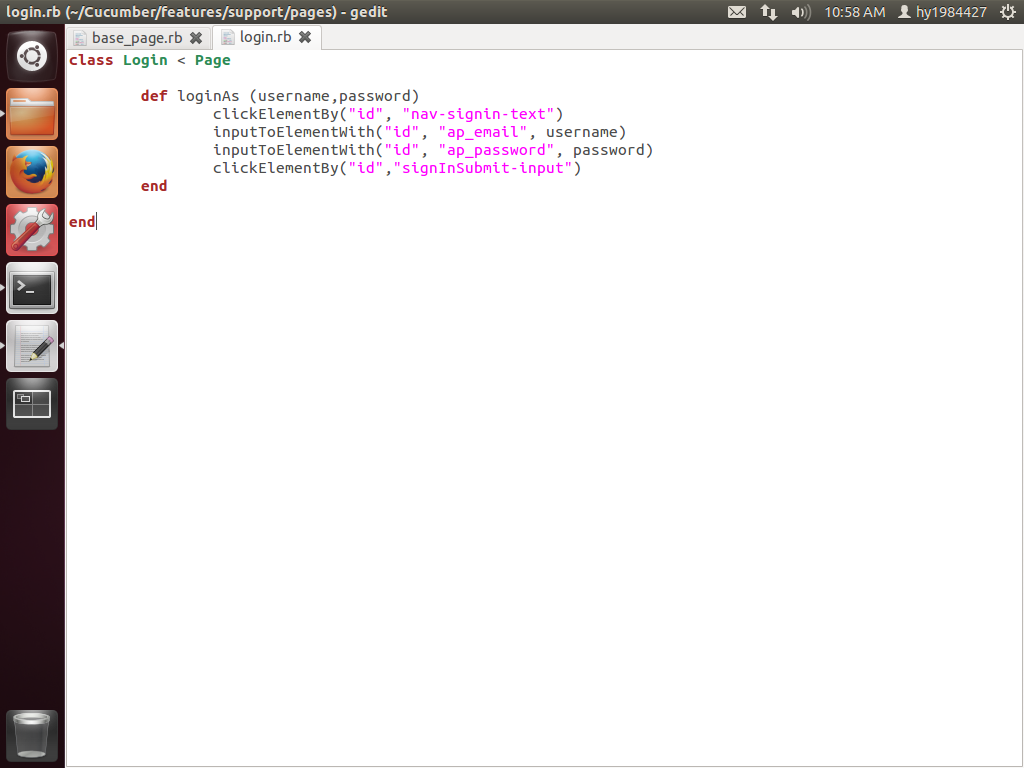 login.rb (~/Cucumber/features/support/pages) - gedit
10:58 AM
hy1984427
base_page.rb
login.rb
class Login < Page
def loginAs (username,password)
clickElementBy("id", "nav-signin-text")
inputToElementWith("id", "ap_email", username)
inputToElementWith("id", "ap_password", password)
clickElementBy("id","signInSubmit-input")
end
end
>_